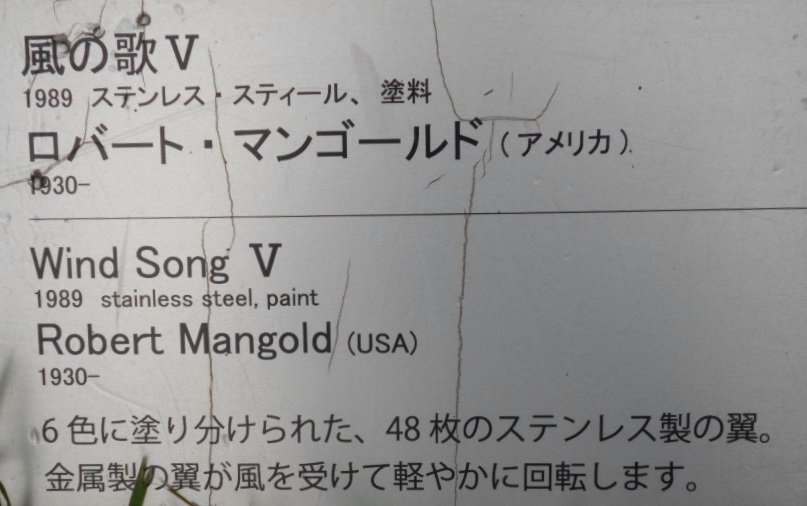 風の歌 V
1989 ステンレス・スティール、 塗料
ロバート・マンゴールド(アメリカ)
1930–
Wind Song V
1989 stainless steel, paint
Robert Mangold (USA)
1930–
6色に塗り分けられた、48枚のステンレス製の翼。
金属製の翼が風を受けて軽やかに回転します。